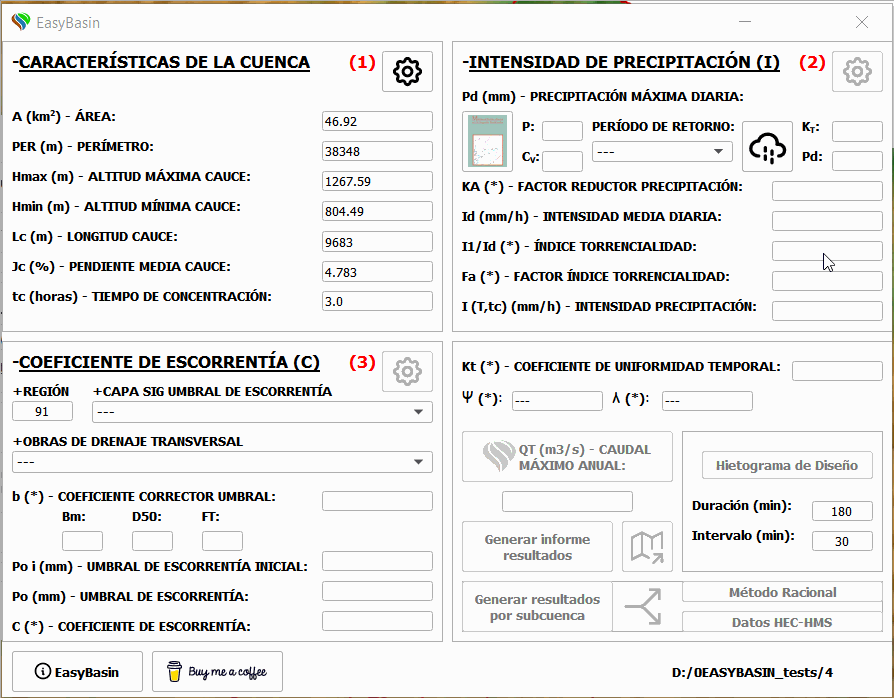 EasyBasin
-CARACTERÍSTICAS DE LA CUENCA (1)
A (km²) - ÁREA: 46.92
PER (m) - PERÍMETRO: 38348
Hmax (m) - ALTITUD MÁXIMA CAUCE: 1267.59
Hmin (m) - ALTITUD MÍNIMA CAUCE: 804.49
Lc (m) - LONGITUD CAUCE: 9683
Jc (%) - PENDIENTE MEDIA CAUCE: 4.783
tc (horas) - TIEMPO DE CONCENTRACIÓN: 3.0
-INTENSIDAD DE PRECIPITACIÓN (I) (2)
Pd (mm) - PRECIPITACIÓN MÁXIMA DIARIA:
P: PERÍODO DE RETORNO: KT:
Cv: --- Pd:
KA (*) - FACTOR REDUCTOR PRECIPITACIÓN:
Id (mm/h) - INTENSIDAD MEDIA DIARIA:
I1/Id (*) - ÍNDICE TORRENCIALIDAD:
Fa (*) - FACTOR ÍNDICE TORRENCIALIDAD:
I (T,tc) (mm/h) - INTENSIDAD PRECIPITACIÓN:
-COEFICIENTE DE ESCORRENTÍA (C) (3)
+REGIÓN +CAPA SIG UMBRAL DE ESCORRENTÍA
91 ---
+OBRAS DE DRENAJE TRANSVERSAL
---
b (*) - COEFICIENTE CORRECTOR UMBRAL:
Bm: D50: FT:
Po i (mm) - UMBRAL DE ESCORRENTÍA INICIAL:
Po (mm) - UMBRAL DE ESCORRENTÍA:
C (*) - COEFICIENTE DE ESCORRENTÍA:
Kt (*) - COEFICIENTE DE UNIFORMIDAD TEMPORAL:
Ψ (*): --- λ (*): ---
QT (m3/s) - CAUDAL
MÁXIMO ANUAL:
Generar informe
resultados
Generar resultados
por subcuenca
Hietograma de Diseño
Duración (min): 180
Intervalo (min): 30
Método Racional
Datos HEC-HMS
EasyBasin
Buy me a coffee
D:/0EASYBASIN_tests/4